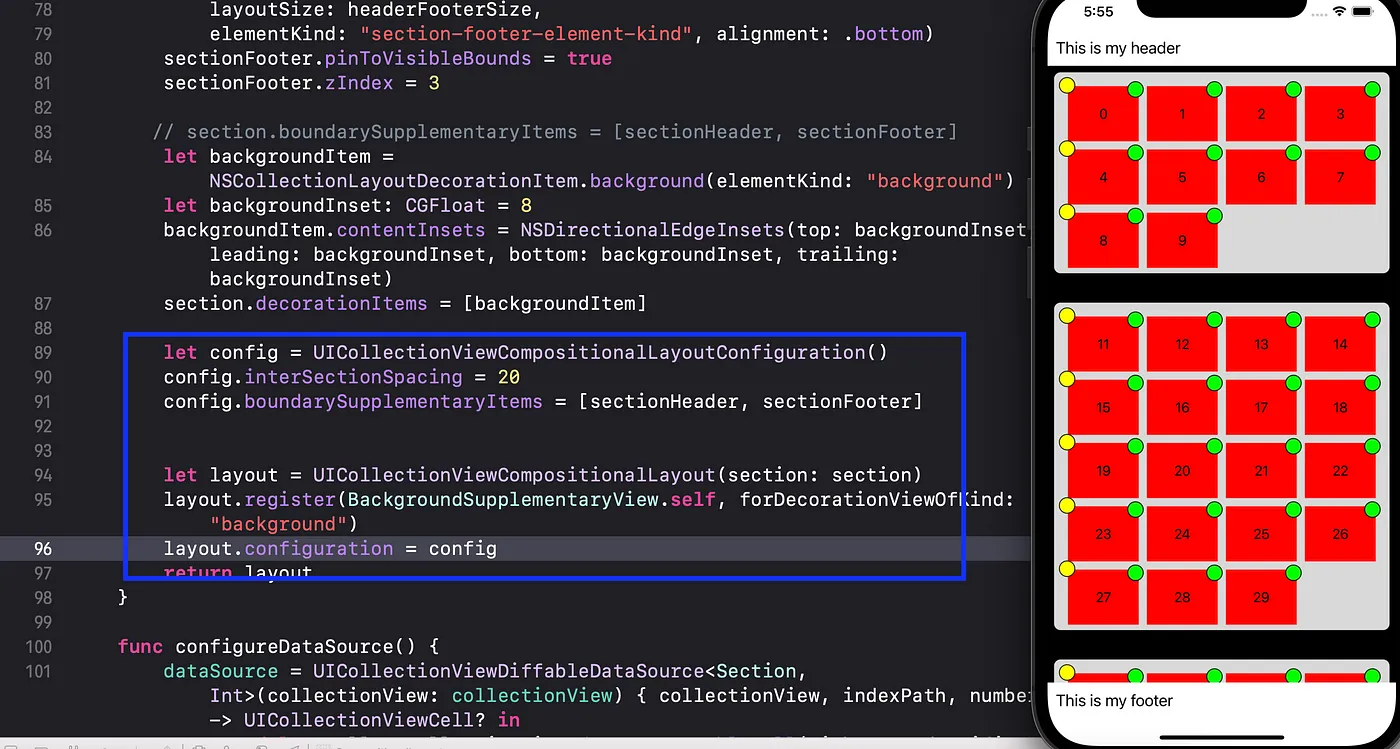 78 layoutSize: headerFooterSize,
79 elementKind: "section-footer-element-kind", alignment: .bottom)
80 sectionFooter.pinToVisibleBounds = true
81 sectionFooter.zIndex = 3
82
83 // section.boundarySupplementaryItems = [sectionHeader, sectionFooter]
84 let backgroundItem =
NSCollectionLayoutDecorationItem.background(elementKind: "background")
85 let backgroundInset: CGFloat = 8
86 backgroundItem.contentInsets = NSDirectionalEdgeInsets(top: backgroundInset
leading: backgroundInset, bottom: backgroundInset, trailing:
backgroundInset)
87 section.decorationItems = [backgroundItem]
88
89 let config = UICollectionViewCompositionalLayoutConfiguration()
90 config.interSectionSpacing = 20
91 config.boundarySupplementaryItems = [sectionHeader, sectionFooter]
92
93
94 let layout = UICollectionViewCompositionalLayout(section: section)
95 layout.register(BackgroundSupplementaryView.self, forDecorationViewOfKind:
"background")
96 layout.configuration = config
97 return layout
98 }
99
100 func configureDataSource() {
101 dataSource = UICollectionViewDiffableDataSource<Section,
Int>(collectionView: collectionView) { collectionView, indexPath, number
-> UICollectionViewCell? in
5:55
This is my header
0 1 2 3
4 5 6 7
8 9
11 12 13 14
15 16 17 18
19 20 21 22
23 24 25 26
27 28 29
This is my footer